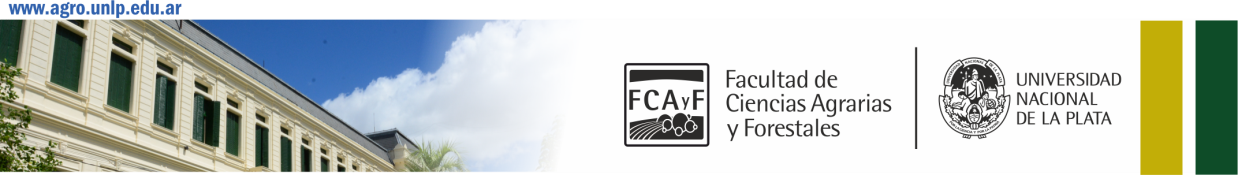 www.agro.unlp.edu.ar
FCAyF
Facultad de
Ciencias Agrarias
y Forestales
UNIVERSIDAD
NACIONAL
DE LA PLATA